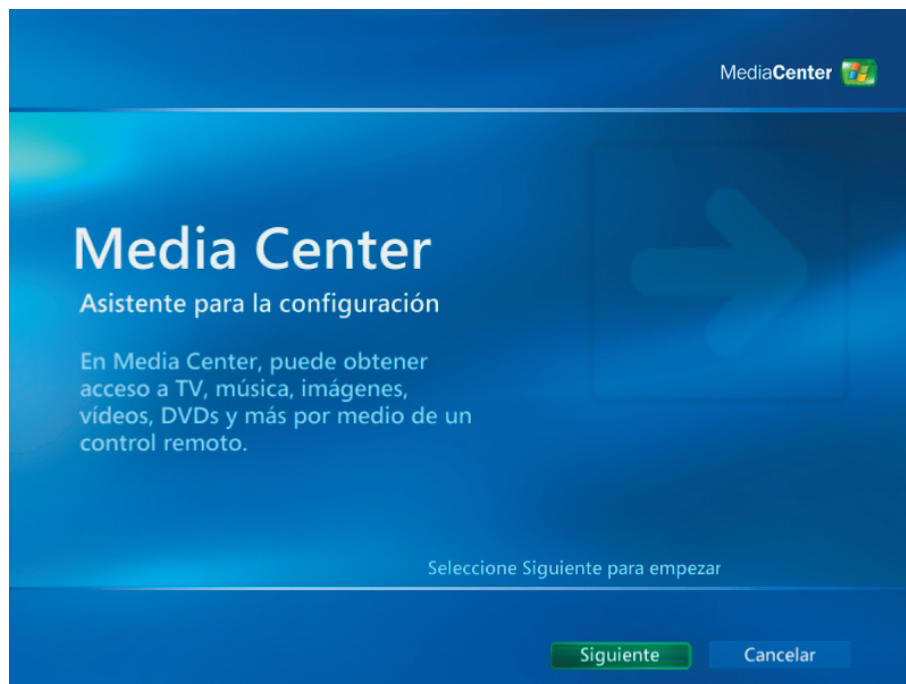 MediaCenter
Media Center
Asistente para la configuración
En Media Center, puede obtener
acceso a TV, música, imágenes,
vídeos, DVDs y más por medio de un
control remoto.
Seleccione Siguiente para empezar
Siguiente
Cancelar